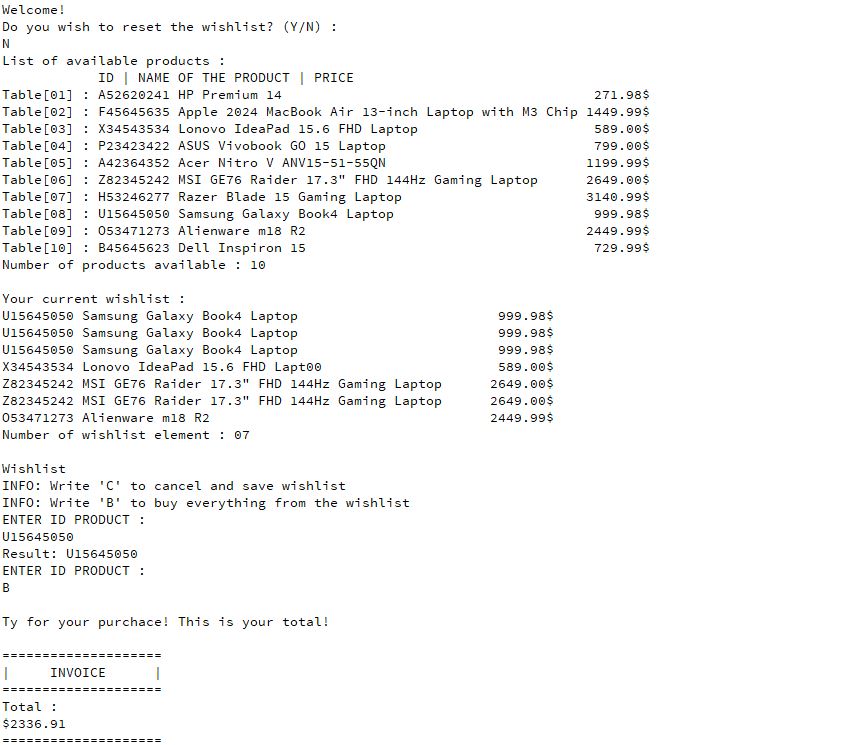 Welcome!
Do you wish to reset the wishlist? (Y/N) :
N
List of available products :
ID | NAME OF THE PRODUCT | PRICE
Table[01] : A52620241 HP Premium 14 271.98$
Table[02] : F45645635 Apple 2024 MacBook Air 13-inch Laptop with M3 Chip 1449.99$
Table[03] : X34543534 Lonovo IdeaPad 15.6 FHD Laptop 589.00$
Table[04] : P23423422 ASUS Vivobook GO 15 Laptop 799.00$
Table[05] : A42364352 Acer Nitro V ANV15-51-55QN 1199.99$
Table[06] : Z82345242 MSI GE76 Raider 17.3" FHD 144Hz Gaming Laptop 2649.00$
Table[07] : H53246277 Razer Blade 15 Gaming Laptop 3140.99$
Table[08] : U15645050 Samsung Galaxy Book4 Laptop 999.98$
Table[09] : O53471273 Alienware m18 R2 2449.99$
Table[10] : B45645623 Dell Inspiron 15 729.99$
Number of products available : 10
Your current wishlist :
U15645050 Samsung Galaxy Book4 Laptop 999.98$
U15645050 Samsung Galaxy Book4 Laptop 999.98$
U15645050 Samsung Galaxy Book4 Laptop 999.98$
X34543534 Lonovo IdeaPad 15.6 FHD Lapt00 589.00$
Z82345242 MSI GE76 Raider 17.3" FHD 144Hz Gaming Laptop 2649.00$
Z82345242 MSI GE76 Raider 17.3" FHD 144Hz Gaming Laptop 2649.00$
O53471273 Alienware m18 R2 2449.99$
Number of wishlist element : 07
Wishlist
INFO: Write 'C' to cancel and save wishlist
INFO: Write 'B' to buy everything from the wishlist
ENTER ID PRODUCT :
U15645050
Result: U15645050
ENTER ID PRODUCT :
B
Ty for your purchace! This is your total!
====================
| INVOICE |
====================
Total :
$2336.91
====================